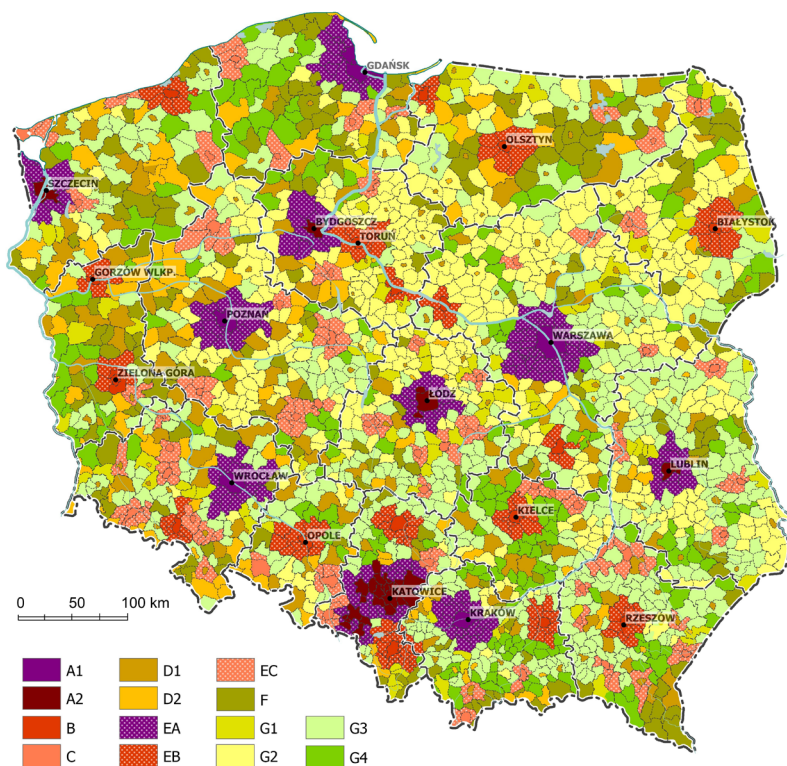 GDAŃSK
OLSZTYN
SZCZECIN
BYDGOSZCZ
BIAŁYSTOK
TORUŃ
GORZÓW WLKP.
POZNAŃ
WARSZAWA
ZIELONA GÓRA
ŁÓDŹ
LUBLIN
WROCŁAW
KIELCE
OPOLE
KATOWICE
KRAKÓW
RZESZÓW
0 50 100 km
A1 D1 EC
A2 D2 F
B EA G1 G3
C EB G2 G4